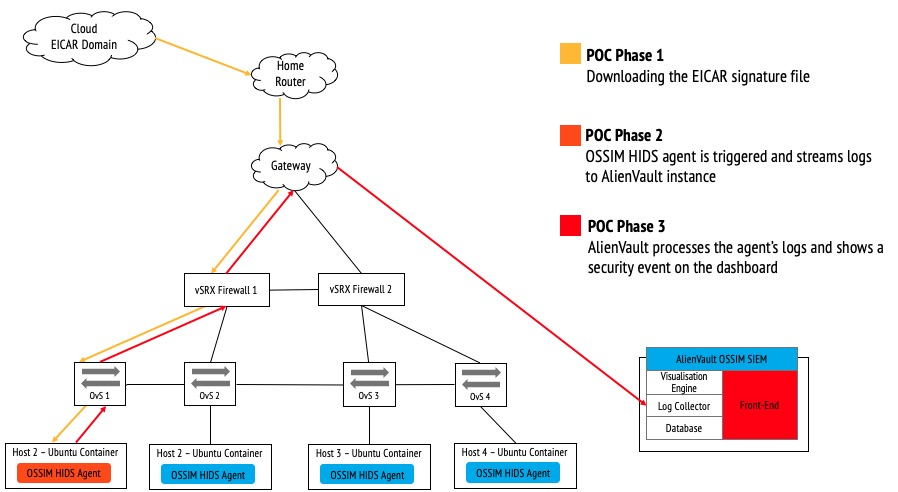 Cloud
EICAR Domain
Home
Router
Gateway
POC Phase 1
Downloading the EICAR signature file
POC Phase 2
OSSIM HIDS agent is triggered and streams logs
to AlienVault instance
POC Phase 3
AlienVault processes the agent's logs and shows a
security event on the dashboard
vSRX Firewall 1
vSRX Firewall 2
OvS 1
OvS 2
OvS 3
OvS 4
Host 2 – Ubuntu Container
OSSIM HIDS Agent
Host 2 – Ubuntu Container
OSSIM HIDS Agent
Host 3 – Ubuntu Container
OSSIM HIDS Agent
Host 4 – Ubuntu Container
OSSIM HIDS Agent
AlienVault OSSIM SIEM
Visualisation
Engine
Log Collector
Database
Front-End